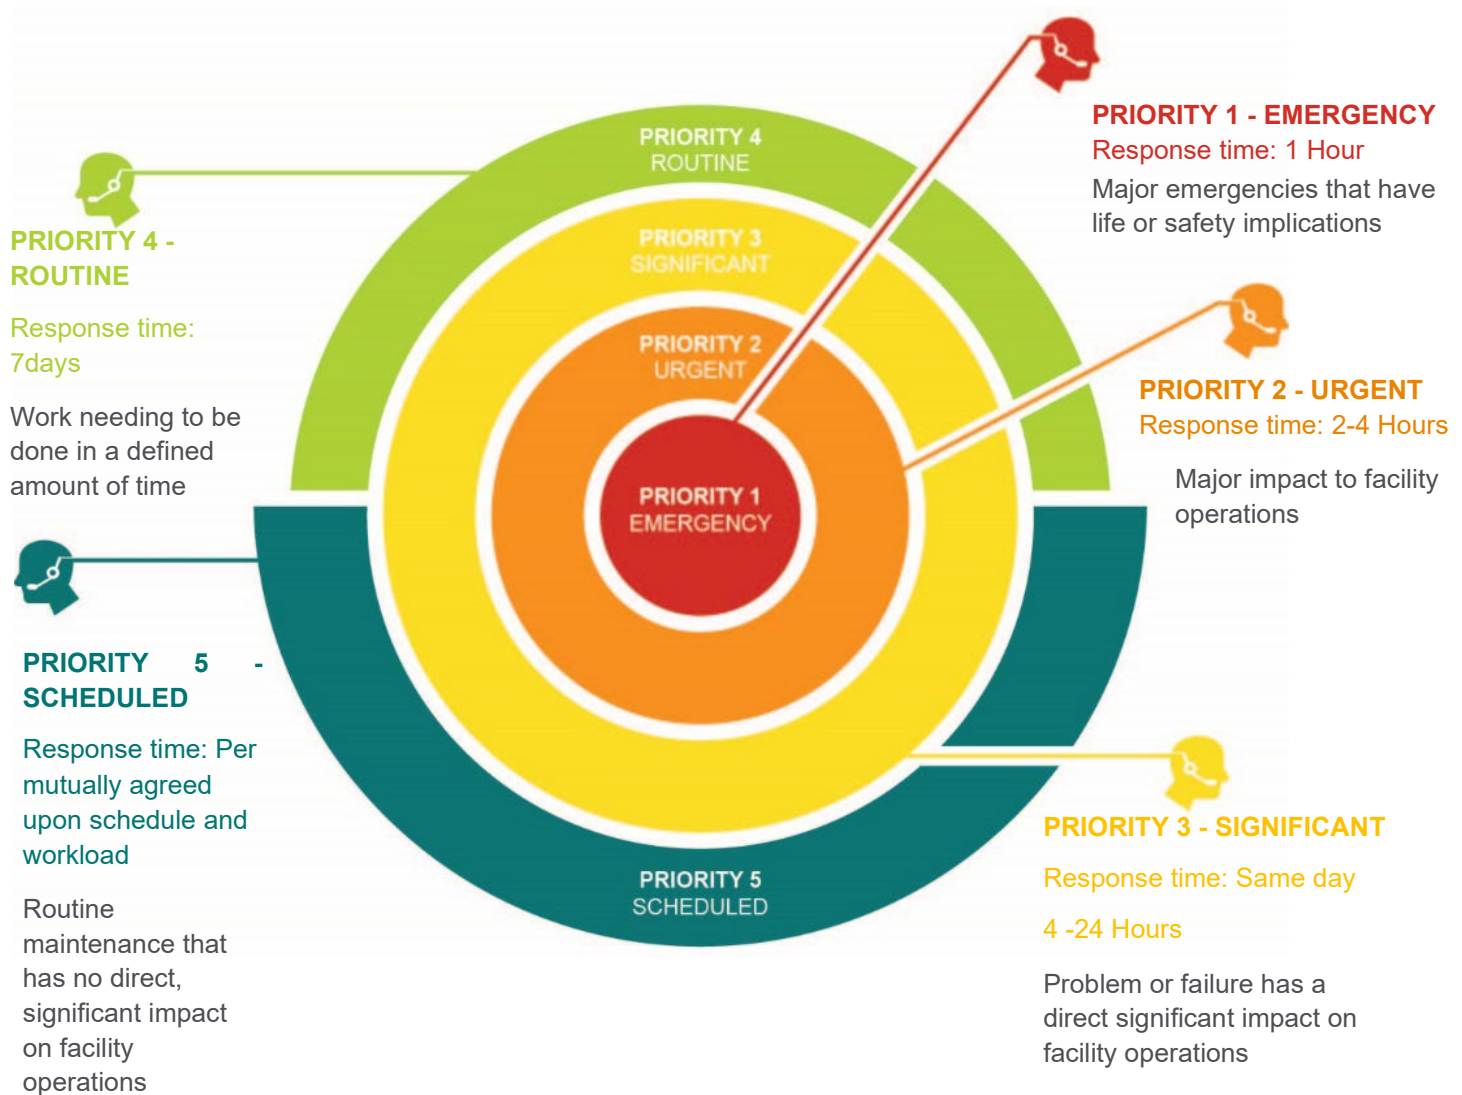 PRIORITY 1 - EMERGENCY
Response time: 1 Hour
Major emergencies that have
life or safety implications
PRIORITY 4
ROUTINE
PRIORITY 4 -
ROUTINE
Response time:
7days
Work needing to be
done in a defined
amount of time
PRIORITY 3
SIGNIFICANT
PRIORITY 2
URGENT
PRIORITY 2 - URGENT
Response time: 2-4 Hours
Major impact to facility
operations
PRIORITY 1
EMERGENCY
PRIORITY 5 -
SCHEDULED
Response time: Per
mutually agreed
upon schedule and
workload
Routine
maintenance that
has no direct,
significant impact
on facility
operations
PRIORITY 5
SCHEDULED
PRIORITY 3 - SIGNIFICANT
Response time: Same day
4 -24 Hours
Problem or failure has a
direct significant impact on
facility operations